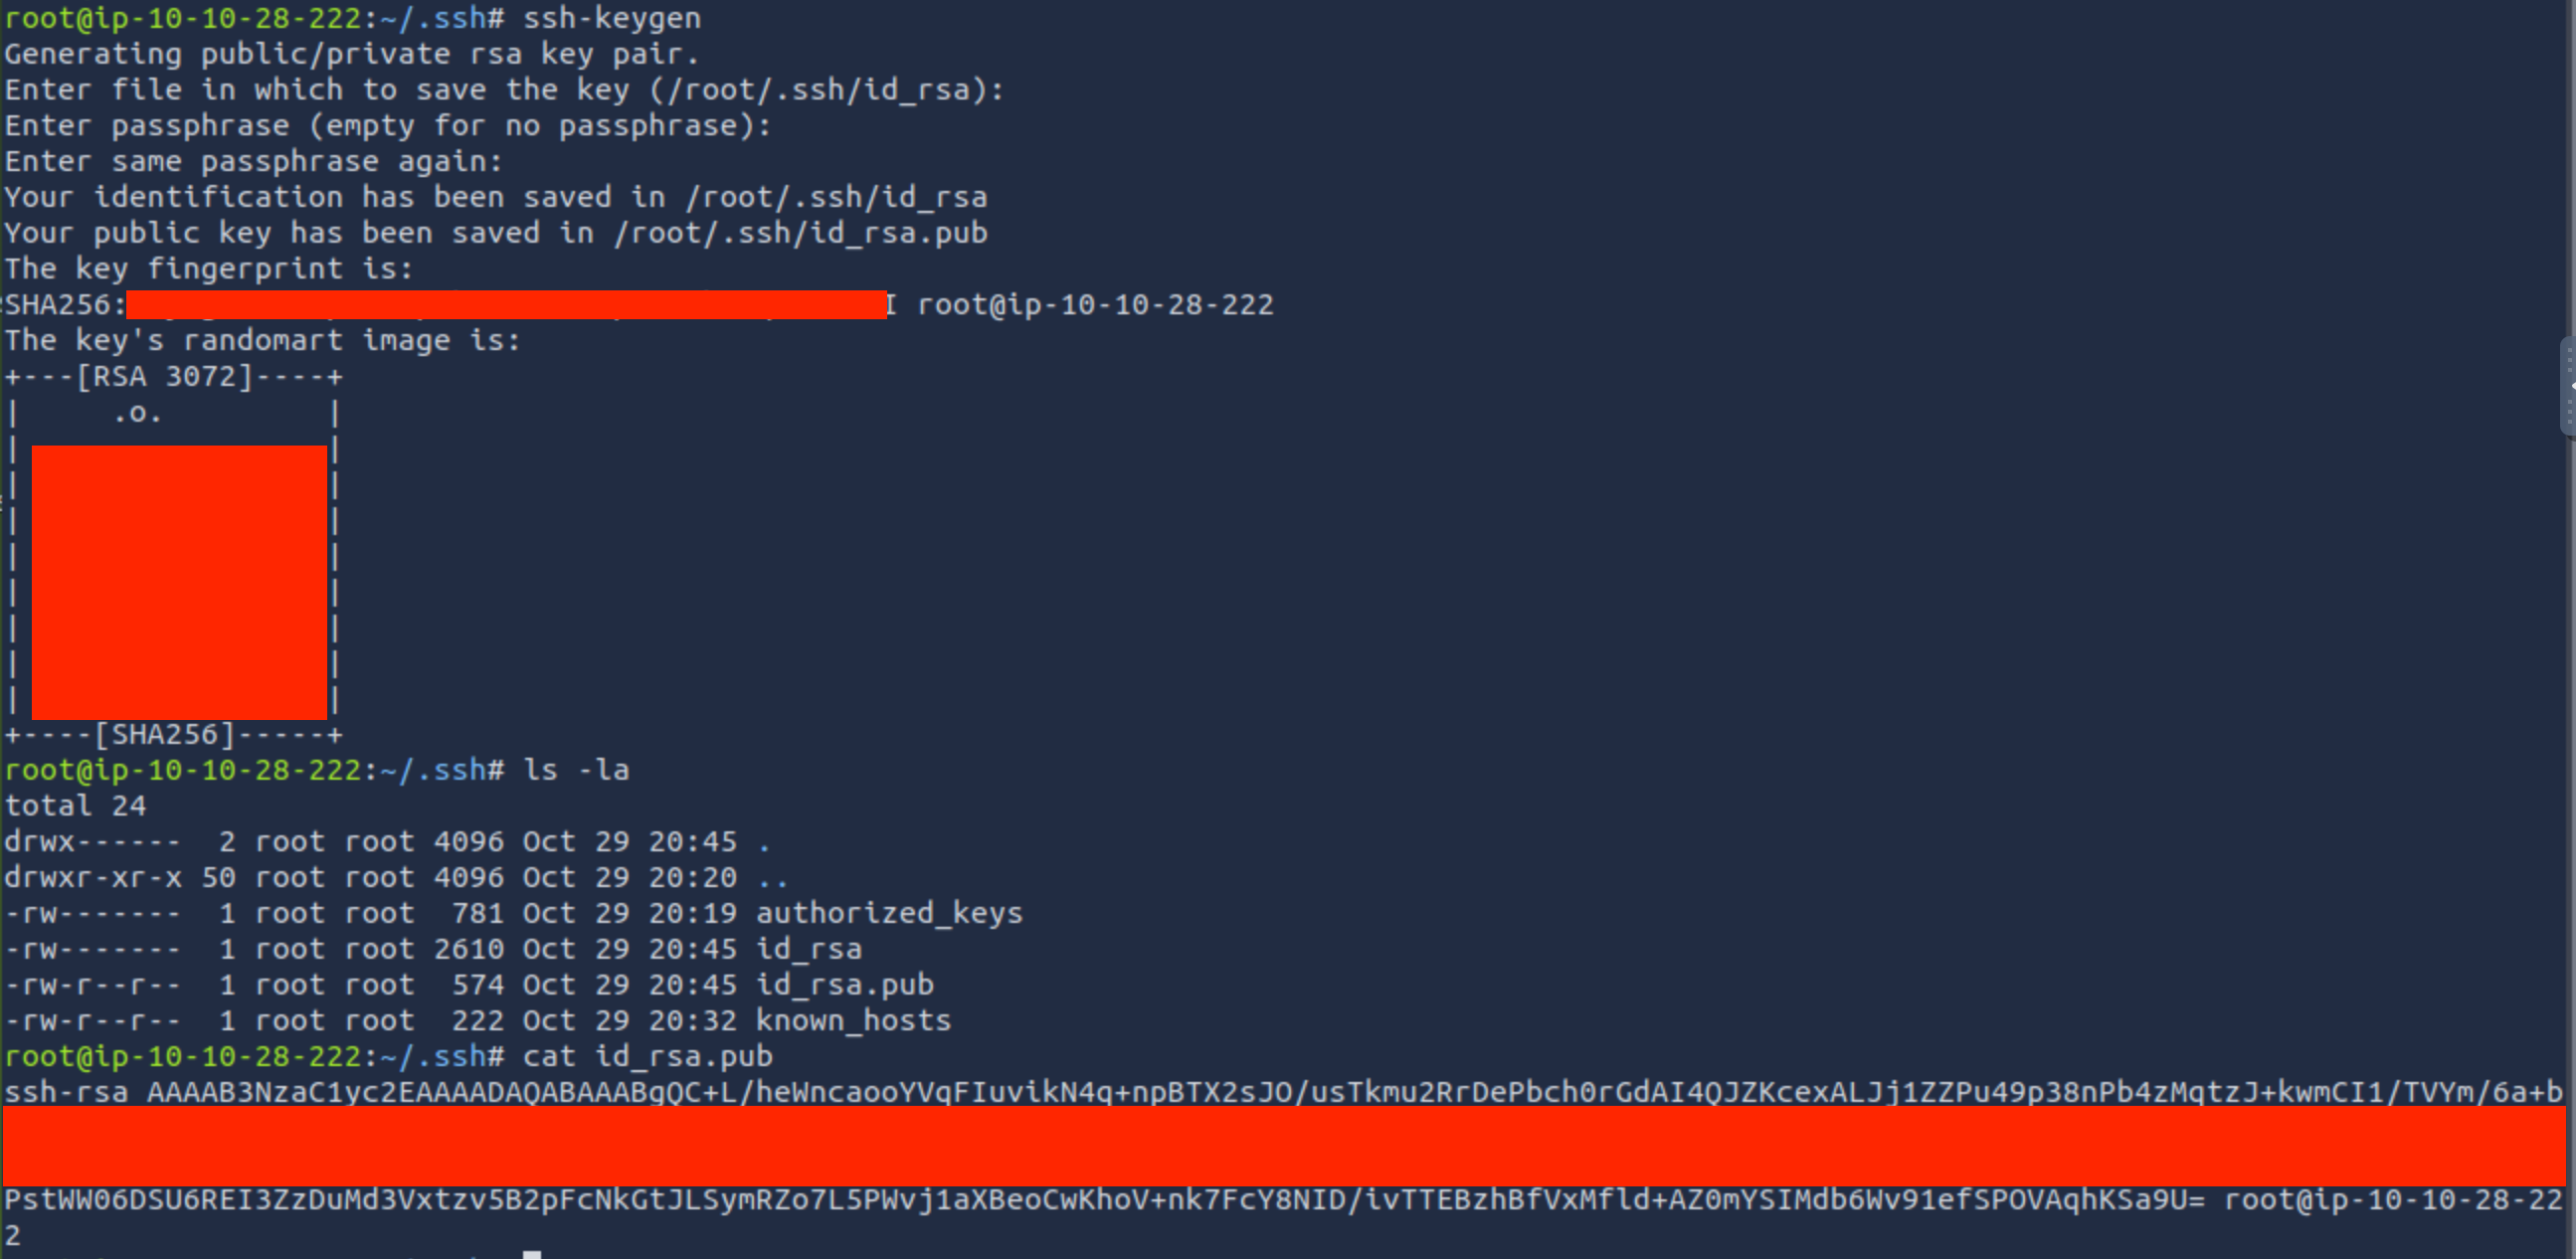 root@ip-10-10-28-222:~/.ssh# ssh-keygen
Generating public/private rsa key pair.
Enter file in which to save the key (/root/.ssh/id_rsa):
Enter passphrase (empty for no passphrase):
Enter same passphrase again:
Your identification has been saved in /root/.ssh/id_rsa
Your public key has been saved in /root/.ssh/id_rsa.pub
The key fingerprint is:
SHA256: I root@ip-10-10-28-222
The key's randomart image is:
+---[RSA 3072]----+
|      .o.         |
|                  |
|                  |
|                  |
|                  |
|                  |
|                  |
|                  |
|                  |
+----[SHA256]-----+
root@ip-10-10-28-222:~/.ssh# ls -la
total 24
drwx------  2 root root 4096 Oct 29 20:45 .
drwxr-xr-x 50 root root 4096 Oct 29 20:20 ..
-rw-------  1 root root  781 Oct 29 20:19 authorized_keys
-rw-------  1 root root 2610 Oct 29 20:45 id_rsa
-rw-r--r--  1 root root  574 Oct 29 20:45 id_rsa.pub
-rw-r--r--  1 root root  222 Oct 29 20:32 known_hosts
root@ip-10-10-28-222:~/.ssh# cat id_rsa.pub
ssh-rsa AAAAB3NzaC1yc2EAAAADAQABAAABgQC+L/heWncaooYVqFIuvikN4q+npBTX2sJO/usTkmu2RrDePbch0rGdAI4QJZKcexALJj1ZZPu49p38nPb4zMqtzJ+kwmCI1/TVYm/6a+b
PstWW06DSU6REI3ZzDuMd3Vxtzv5B2pFcNkGtJLSymRZo7L5PWvj1aXBeoCwKhoV+nk7FcY8NID/ivTTEBzhBfVxMfld+AZ0mYSIMdb6Wv91efSPOVAqhKSa9U= root@ip-10-10-28-22
2